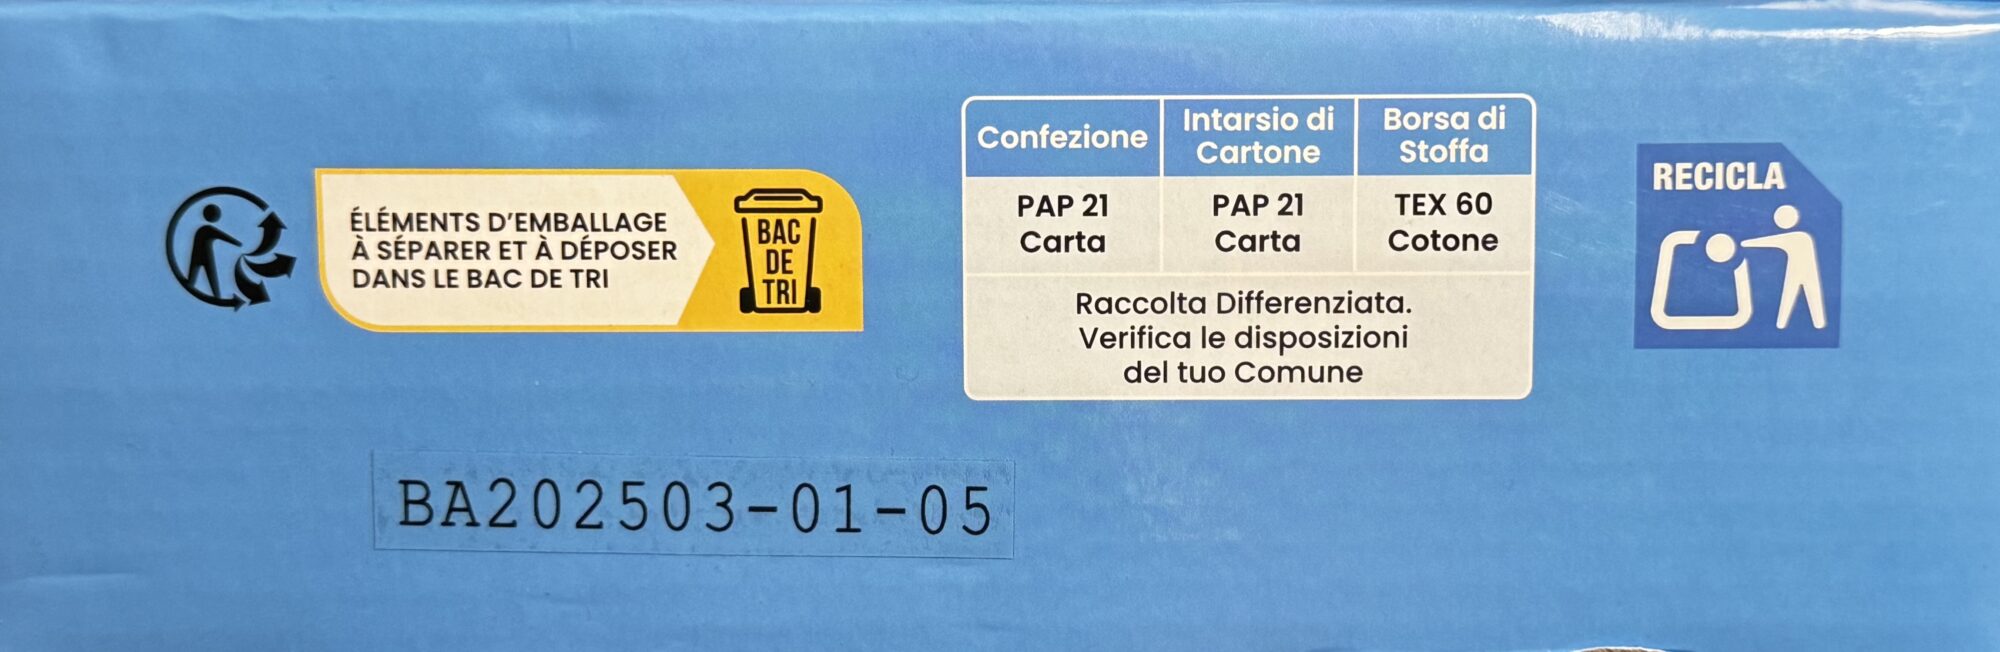 ÉLÉMENTS D'EMBALLAGE
À SÉPARER ET À DÉPOSER
DANS LE BAC DE TRI
BAC
DE
TRI
Confezione
Intarsio di
Cartone
Borsa di
Stoffa
PAP 21
Carta
PAP 21
Carta
TEX 60
Cotone
Raccolta Differenziata.
Verifica le disposizioni
del tuo Comune
RECICLA
BA202503-01-05